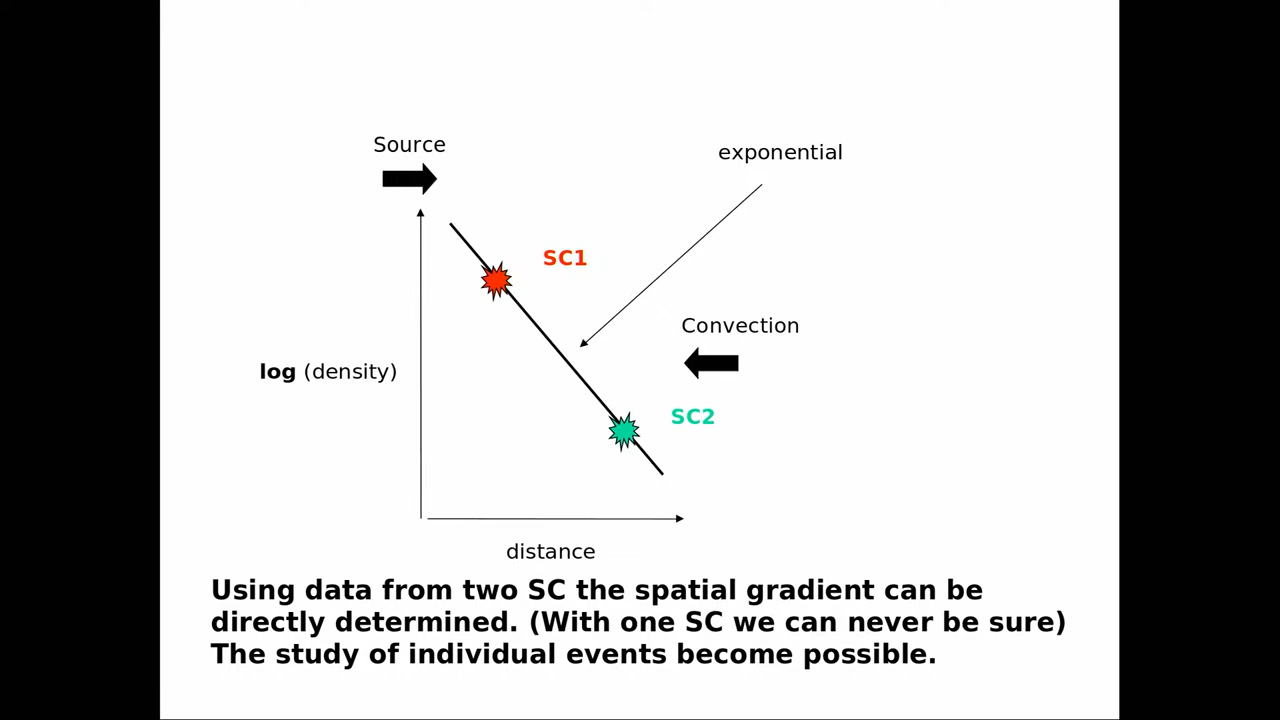 Source
exponential
SC1
Convection
log (density)
SC2
distance
Using data from two SC the spatial gradient can be
directly determined. (With one SC we can never be sure)
The study of individual events become possible.